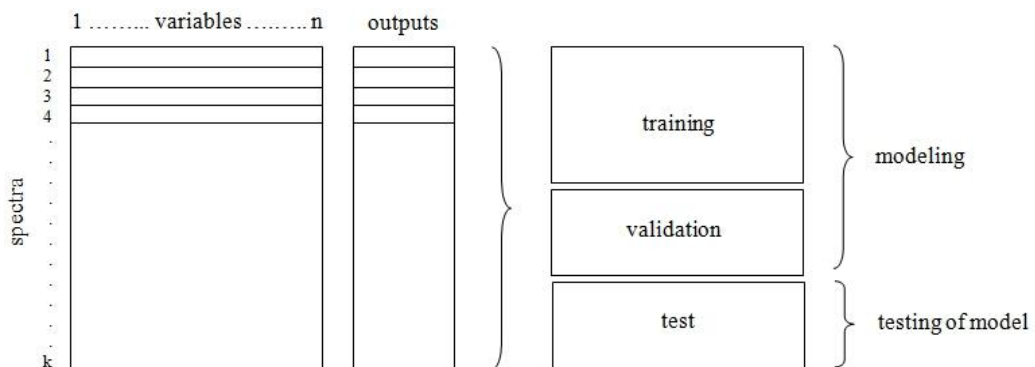 1 ……... variables ……… n
outputs
1
2
3
4
.
.
.
.
.
.
.
.
.
.
.
k
spectra
training
validation
test
modeling
testing of model